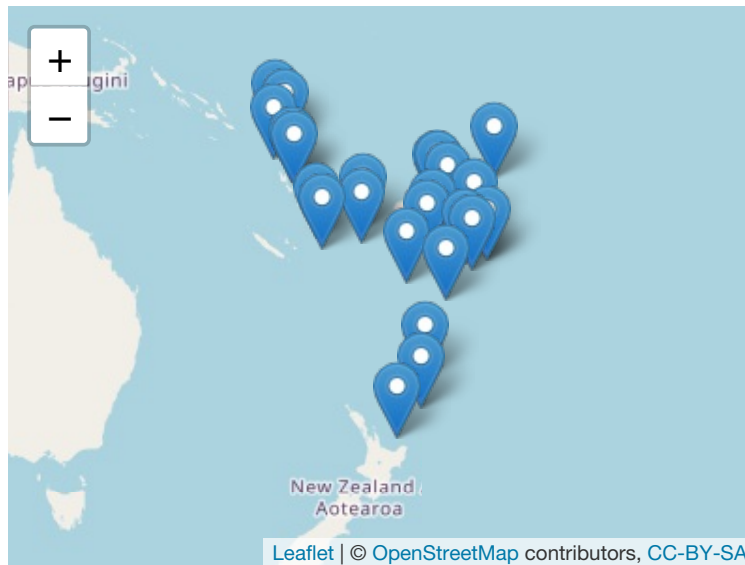 +
−
New Zealand
Aotearoa
Leaflet | © OpenStreetMap contributors, CC-BY-SA